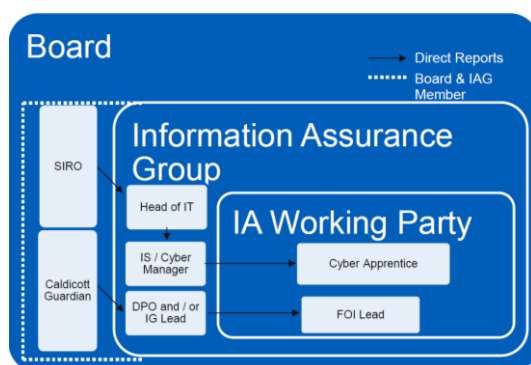 Board
Direct Reports
Board & IAG
Member
Information Assurance
Group
SIRO
Head of IT
IA Working Party
IS / Cyber
Manager
Cyber Apprentice
Caldicott
Guardian
DPO and / or
IG Lead
FOI Lead